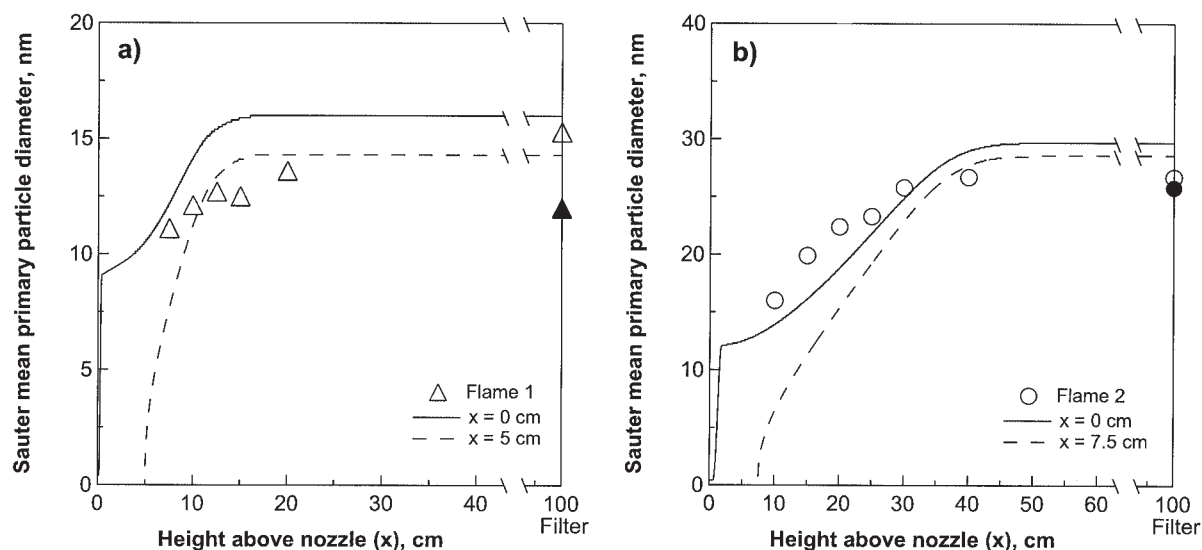 a)
Sauter mean primary particle diameter, nm
20
15
10
5
0
0 10 20 30 40 100
Filter
Height above nozzle (x), cm
Flame 1
x = 0 cm
x = 5 cm
b)
Sauter mean primary particle diameter, nm
40
30
20
10
0
0 10 20 30 40 50 60 100
Filter
Height above nozzle (x), cm
Flame 2
x = 0 cm
x = 7.5 cm